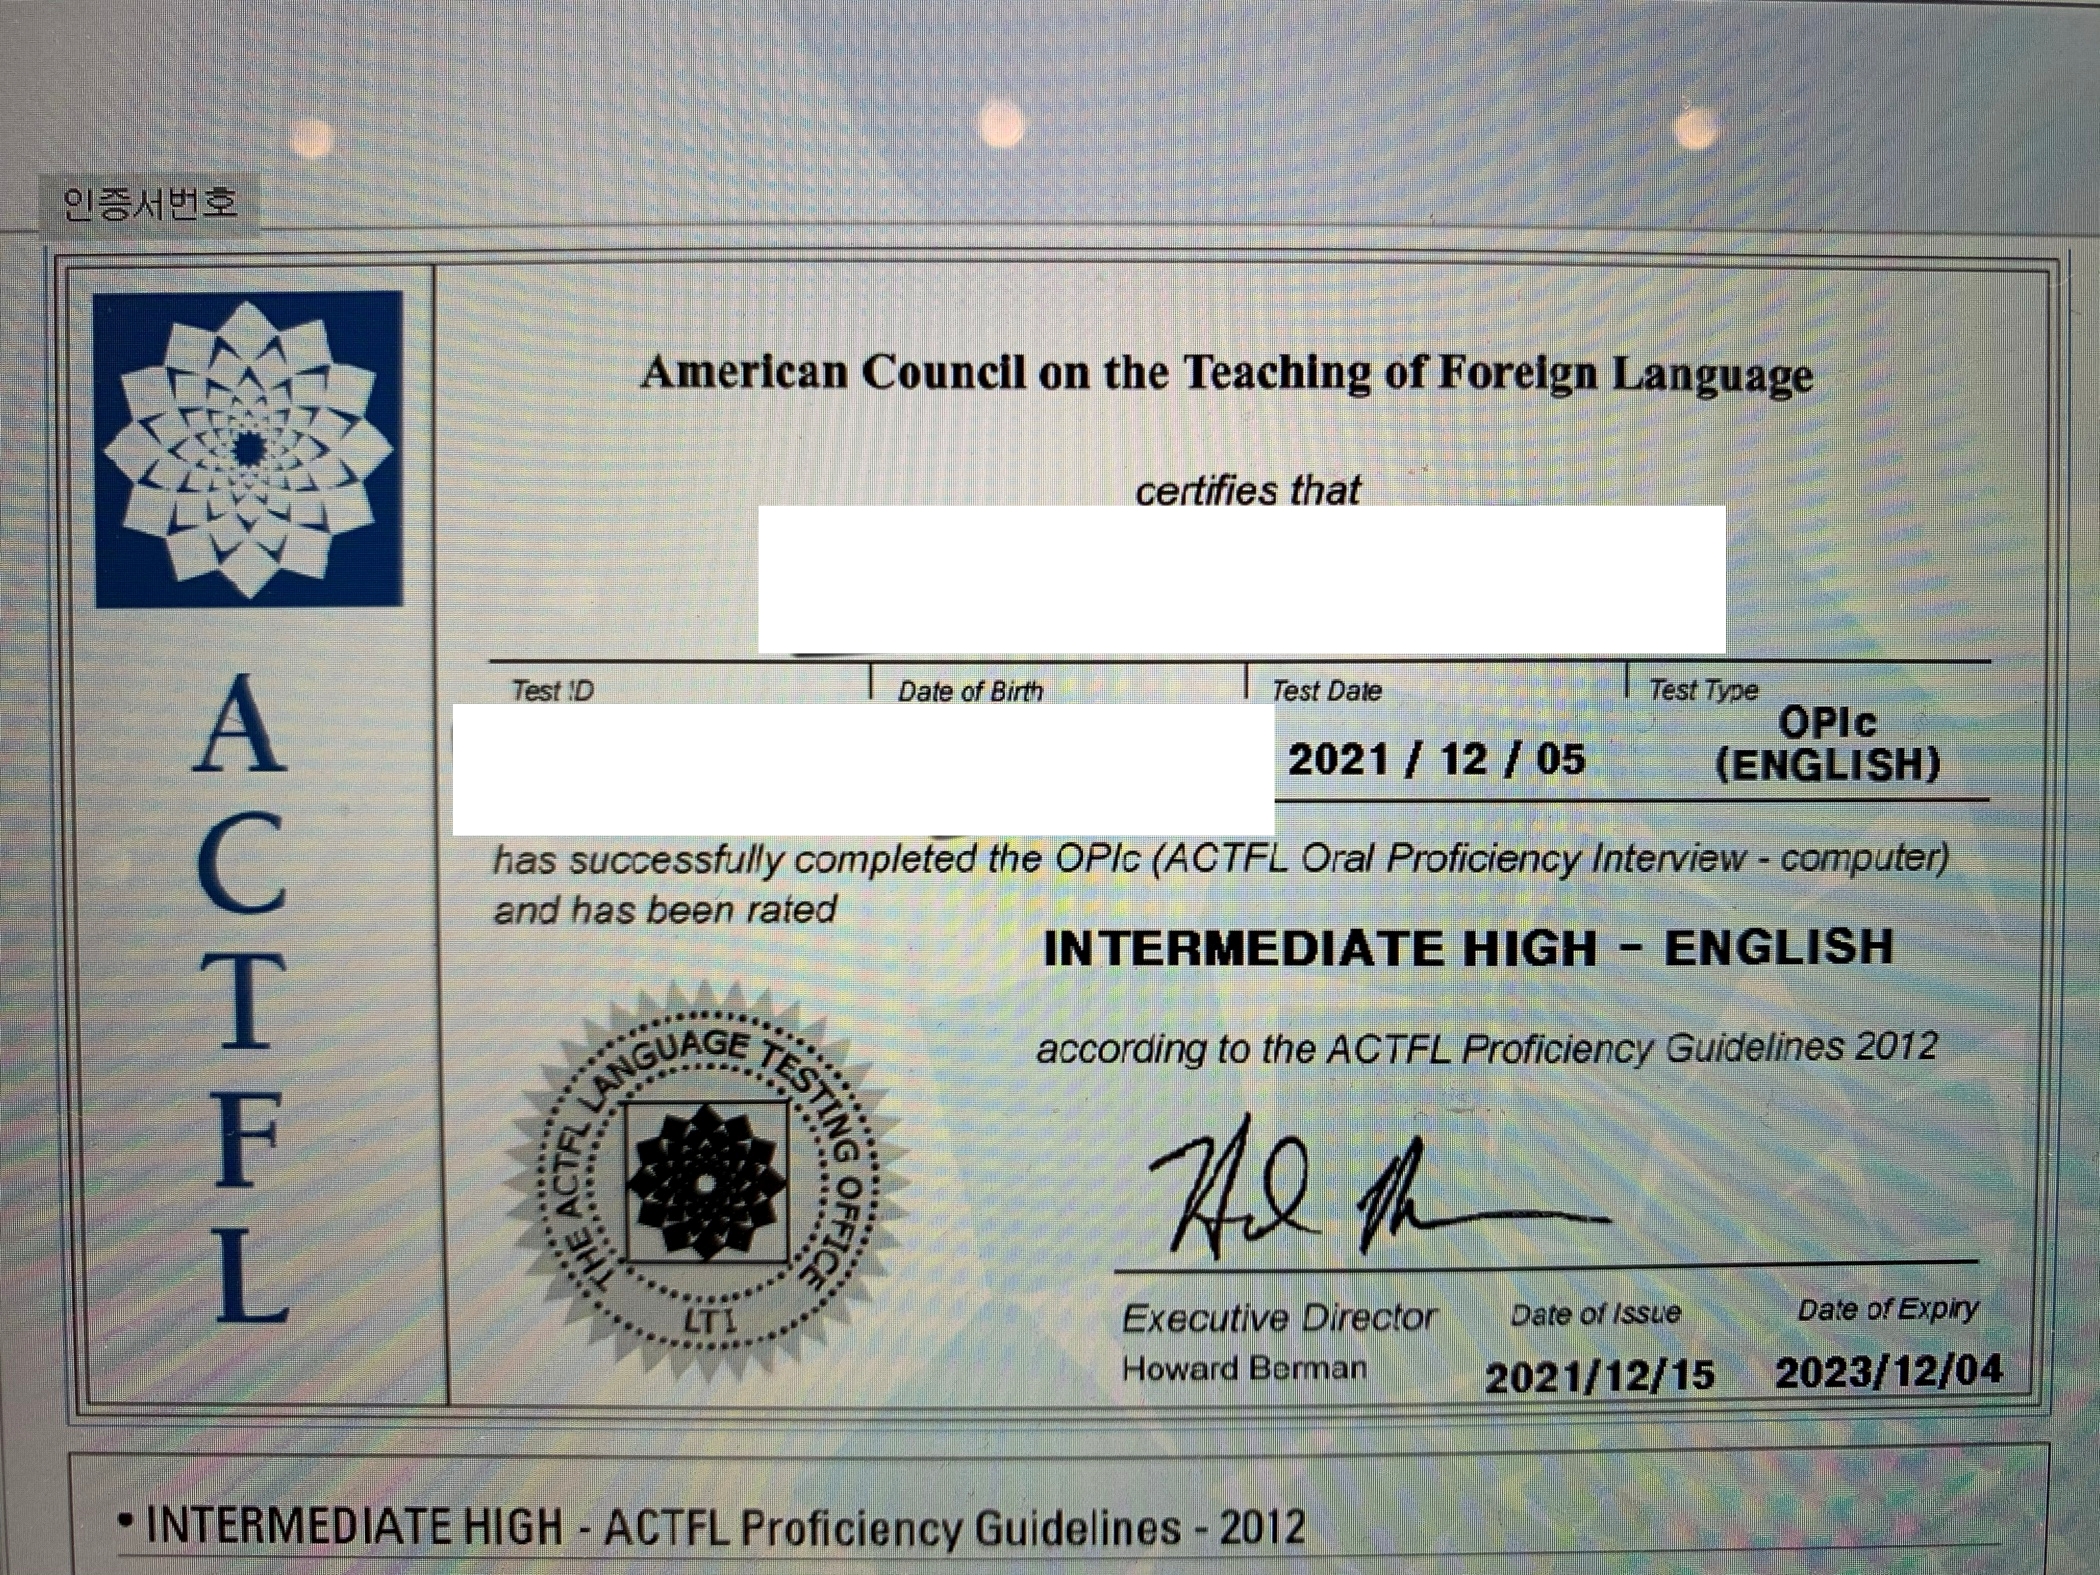 인증서번호
American Council on the Teaching of Foreign Language
certifies that
Test ID Date of Birth Test Date Test Type
2021 / 12 / 05 OPIc
(ENGLISH)
has successfully completed the OPIc (ACTFL Oral Proficiency Interview - computer)
and has been rated
INTERMEDIATE HIGH - ENGLISH
according to the ACTFL Proficiency Guidelines 2012
THE ACTFL LANGUAGE TESTING OFFICE
LTI
Executive Director Date of Issue Date of Expiry
Howard Berman 2021/12/15 2023/12/04
ACTFL
• INTERMEDIATE HIGH - ACTFL Proficiency Guidelines - 2012